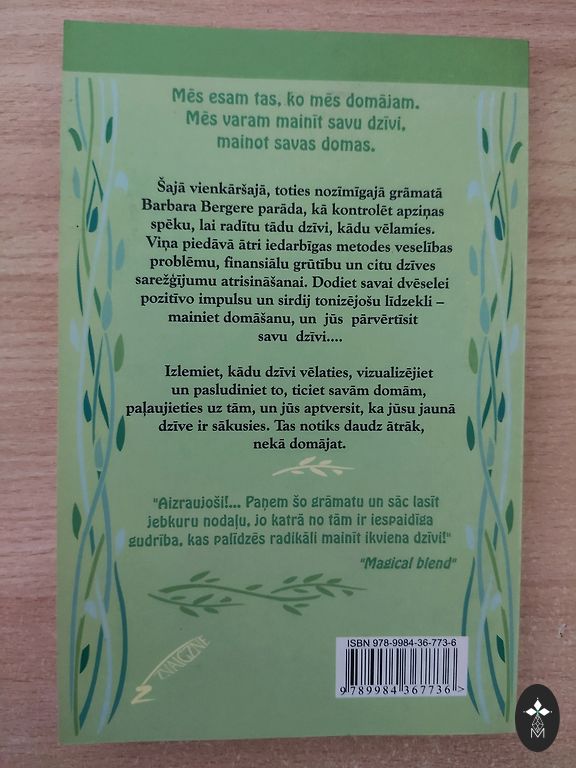 Mēs esam tas, ko mēs domājam.
Mēs varam mainīt savu dzīvi,
mainot savas domas.
Šajā vienkāršajā, toties nozīmīgajā grāmatā
Barbara Bergere parāda, kā kontrolēt apziņas
spēku, lai radītu tādu dzīvi, kādu vēlamies.
Viņa piedāvā ātri iedarbīgas metodes veselības
problēmu, finansiālu grūtību un citu dzīves
sarežģījumu atrisināšanai. Dodiet savai dvēselei
pozitīvo impulsu un sirdij tonizējošu līdzekli –
mainiet domāšanu, un jūs pārvērtīsit
savu dzīvi....
Izlemiet, kādu dzīvi vēlaties, vizualizējiet
un pasludiniet to, ticiet savām domām,
paļaujieties uz tām, un jūs aptversit, ka jūsu jaunā
dzīve ir sākusies. Tas notiks daudz ātrāk,
nekā domājat.
"Aizraujoši!... Paņem šo grāmatu un sāc lasīt
jebkuru nodaļu, jo katrā no tām ir iespaidīga
gudrība, kas palīdzēs radikāli mainīt ikviena dzīvi!"
"Magical blend"
ZVAIGZNE
ISBN 978-9984-36-773-6
9 789984 367736 >
M